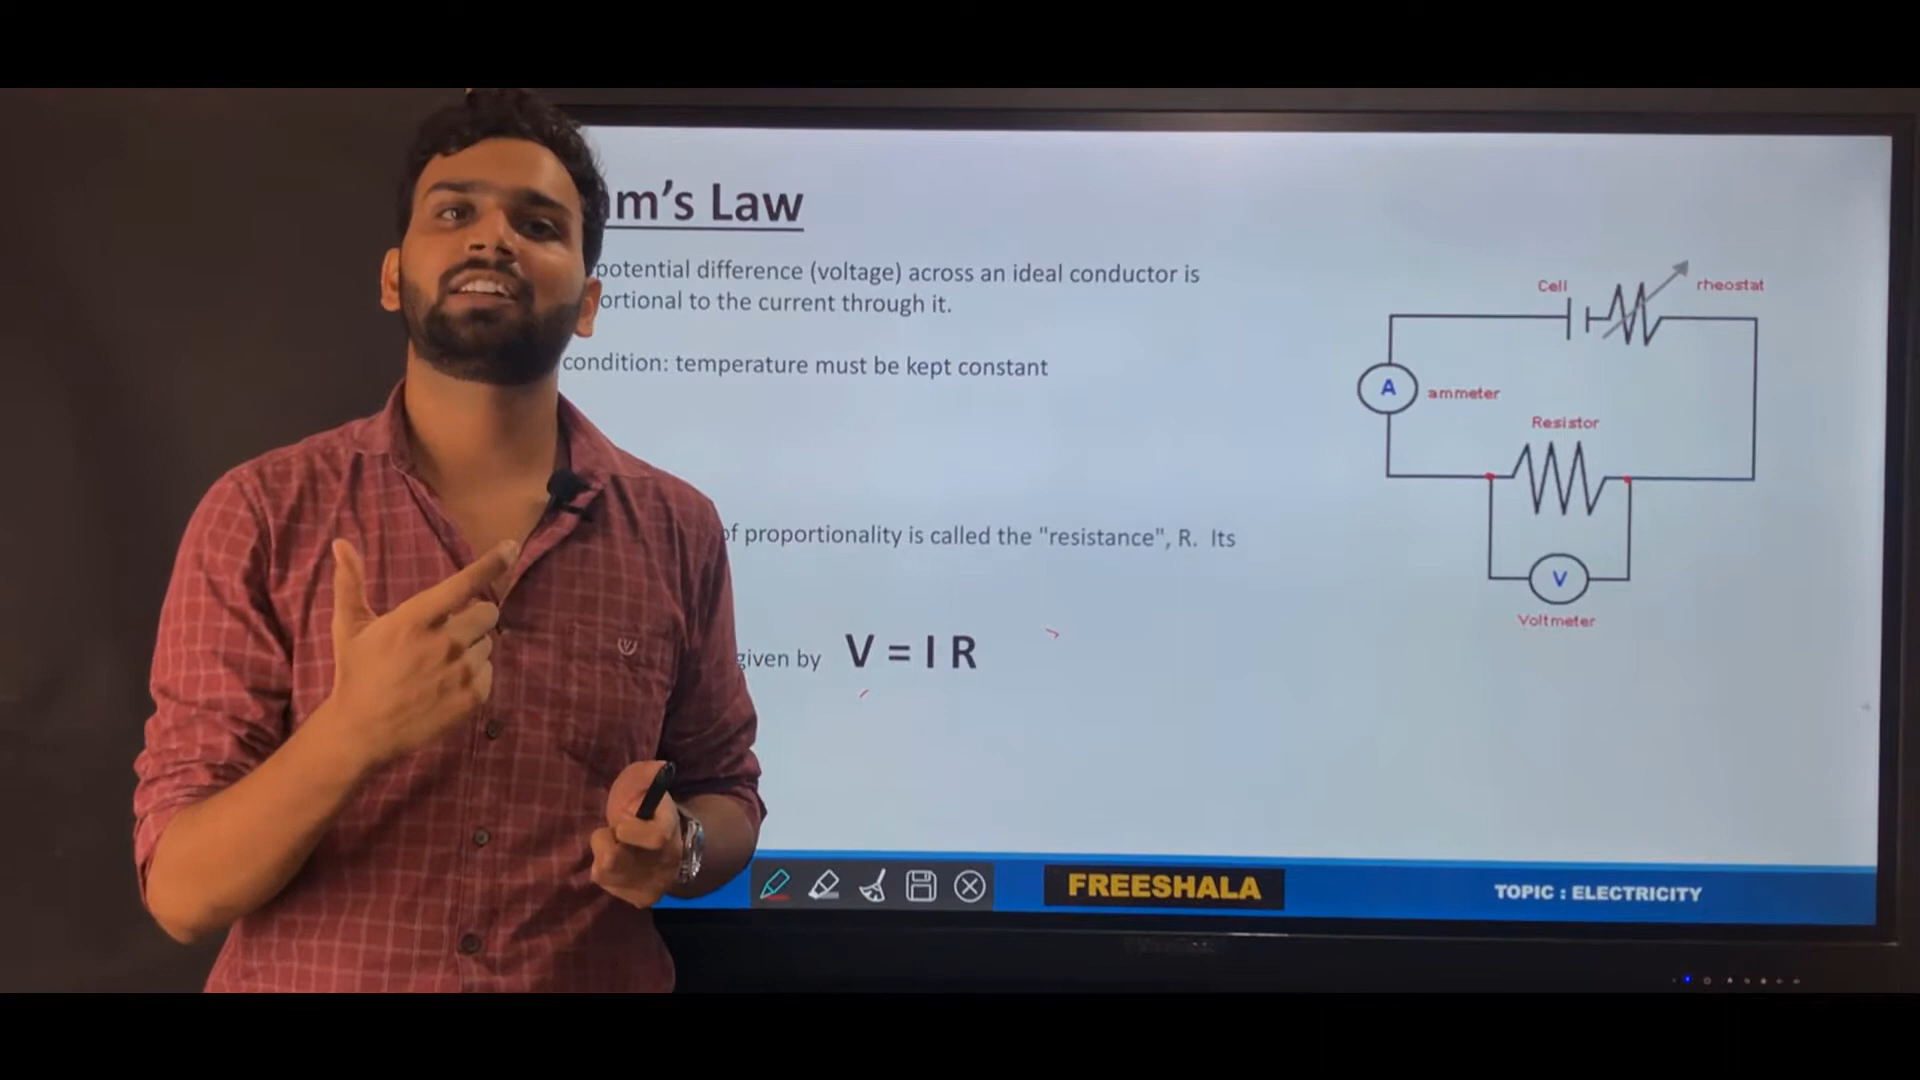 m's Law
potential difference (voltage) across an ideal conductor is
ortional to the current through it.
condition: temperature must be kept constant
of proportionality is called the "resistance", R. Its
given by V = I R
Cell
rheostat
A
ammeter
Resistor
V
Voltmeter
FREESHALA
TOPIC : ELECTRICITY